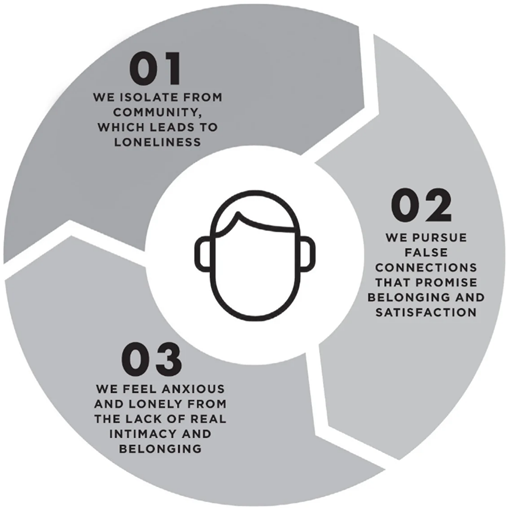 01
WE ISOLATE FROM
COMMUNITY,
WHICH LEADS TO
LONELINESS
02
WE PURSUE
FALSE
CONNECTIONS
THAT PROMISE
BELONGING AND
SATISFACTION
03
WE FEEL ANXIOUS
AND LONELY FROM
THE LACK OF REAL
INTIMACY AND
BELONGING